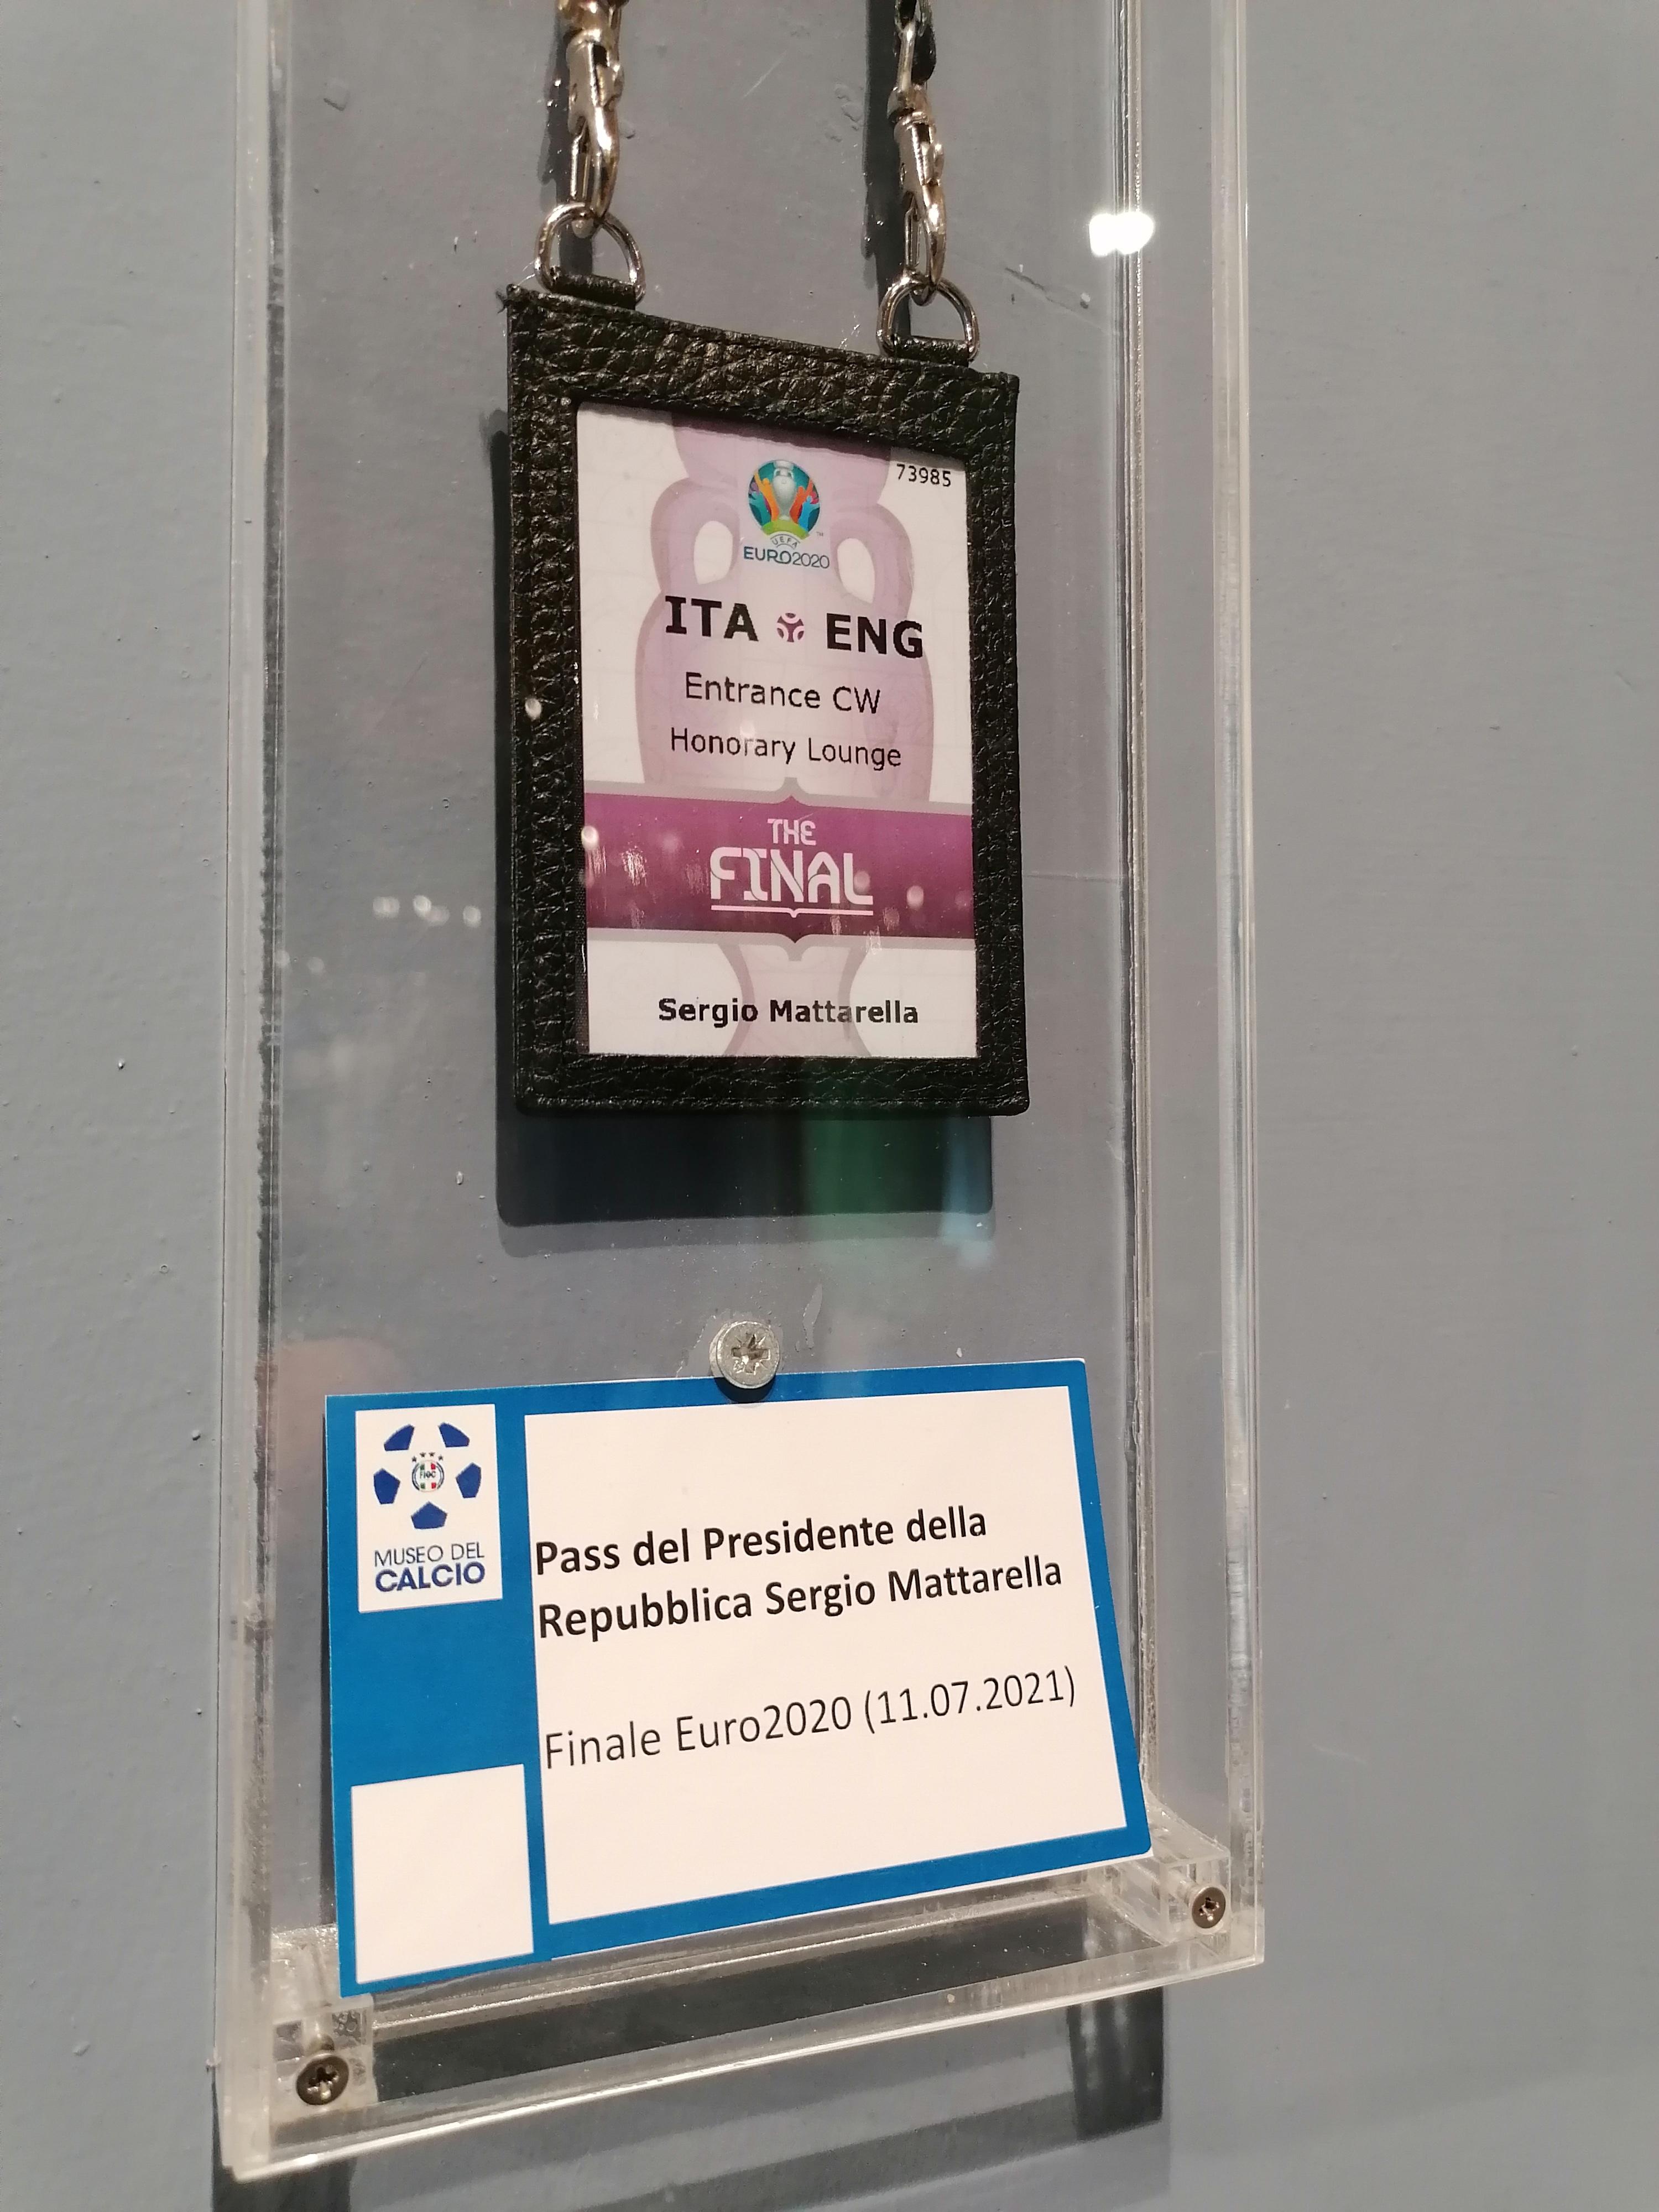 73985
UEFA
EURO2020
ITA ENG
Entrance CW
Honorary Lounge
THE
FINAL
Sergio Mattarella
FIGC
MUSEO DEL
CALCIO
Pass del Presidente della
Repubblica Sergio Mattarella
Finale Euro2020 (11.07.2021)